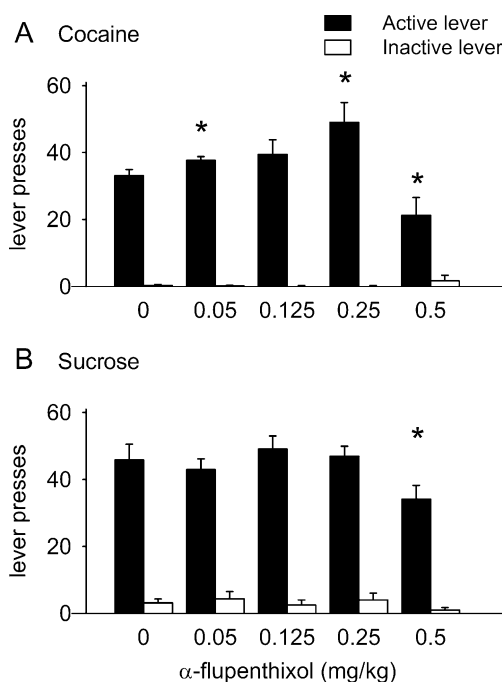 A Cocaine
Active lever
Inactive lever
lever presses
60
40
20
0
* * *
0 0.05 0.125 0.25 0.5
B Sucrose
lever presses
60
40
20
0
*
0 0.05 0.125 0.25 0.5
α-flupenthixol (mg/kg)